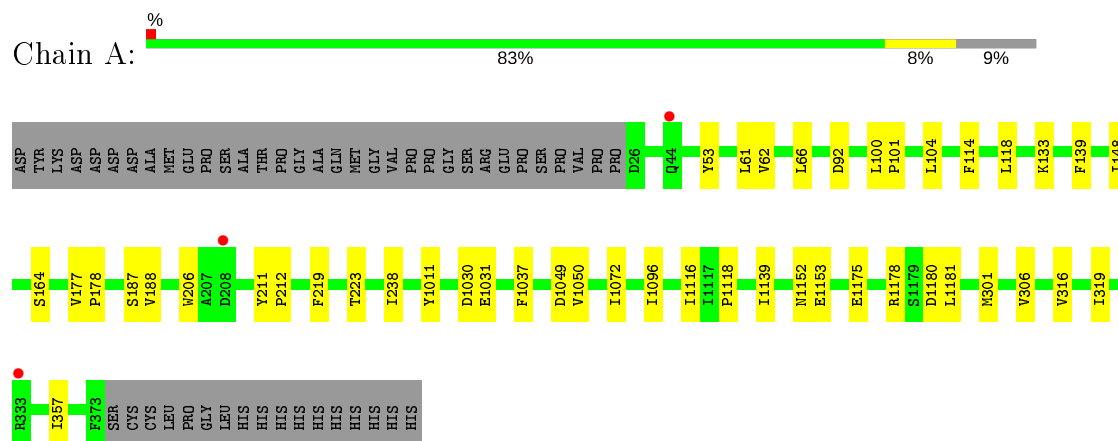 %
Chain A:
83% 8% 9%
ASP TYR LYS ASP ASP ASP ASP ALA MET GLU PRO SER ALA THR PRO GLY ALA GLN MET GLY VAL PRO PRO GLY SER ARG GLU PRO SER PRO VAL PRO PRO D26 Q44 Y53 L61 V62 L66 D92 L100 P101 L104 F114 L118 K133 F139
S164 V177 P178 S187 V188 W206 A207 D208 Y211 P212 F219 T223 I238 Y1011 D1030 E1031 F1037 D1049 V1050 I1072 I1096 I1116 I1117 P1118 I1139 N1152 E1153 E1175 R1178 S1179 D1180 L1181 M301 V306 V316 I319
R333 I357 F373 SER CYS CYS LEU PRO GLY LEU HIS HIS HIS HIS HIS HIS HIS HIS HIS HIS